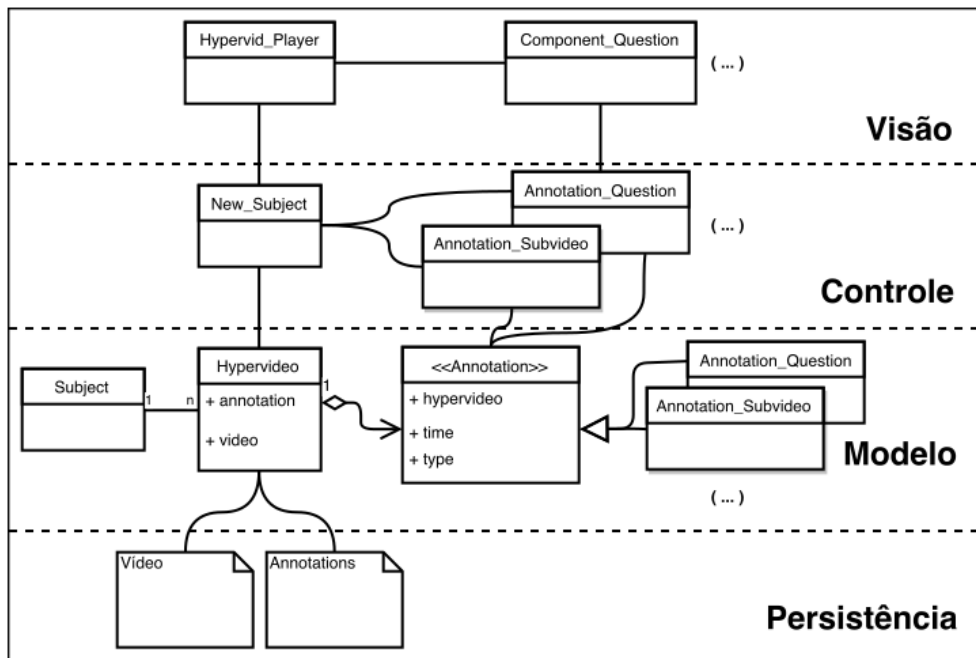 Hypervid_Player
Component_Question
( ... )
Visão
New_Subject
Annotation_Question
Annotation_Subvideo
( ... )
Controle
Subject
1
n
Hypervideo
+ annotation
+ video
1
<<Annotation>>
+ hypervideo
+ time
+ type
Annotation_Question
Annotation_Subvideo
Modelo
( ... )
Vídeo
Annotations
Persistência